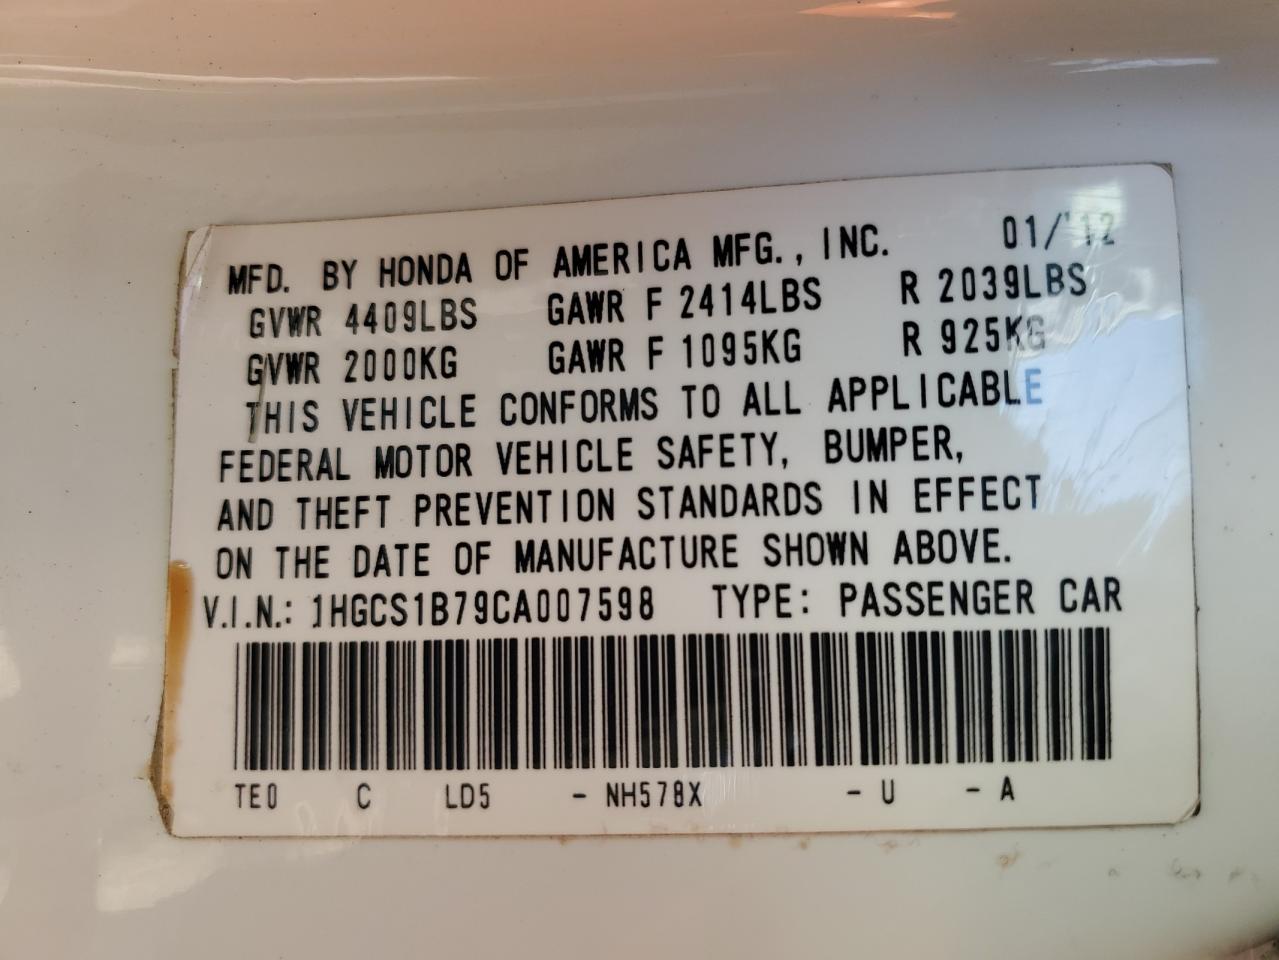 MFD. BY HONDA OF AMERICA MFG., INC. 01/'12
GVWR 4409LBS GAWR F 2414LBS R 2039LBS
GVWR 2000KG GAWR F 1095KG R 925KG
THIS VEHICLE CONFORMS TO ALL APPLICABLE
FEDERAL MOTOR VEHICLE SAFETY, BUMPER,
AND THEFT PREVENTION STANDARDS IN EFFECT
ON THE DATE OF MANUFACTURE SHOWN ABOVE.
V.I.N.: 1HGCS1B79CA007598 TYPE: PASSENGER CAR
TE0 C LD5 - NH578X - U - A